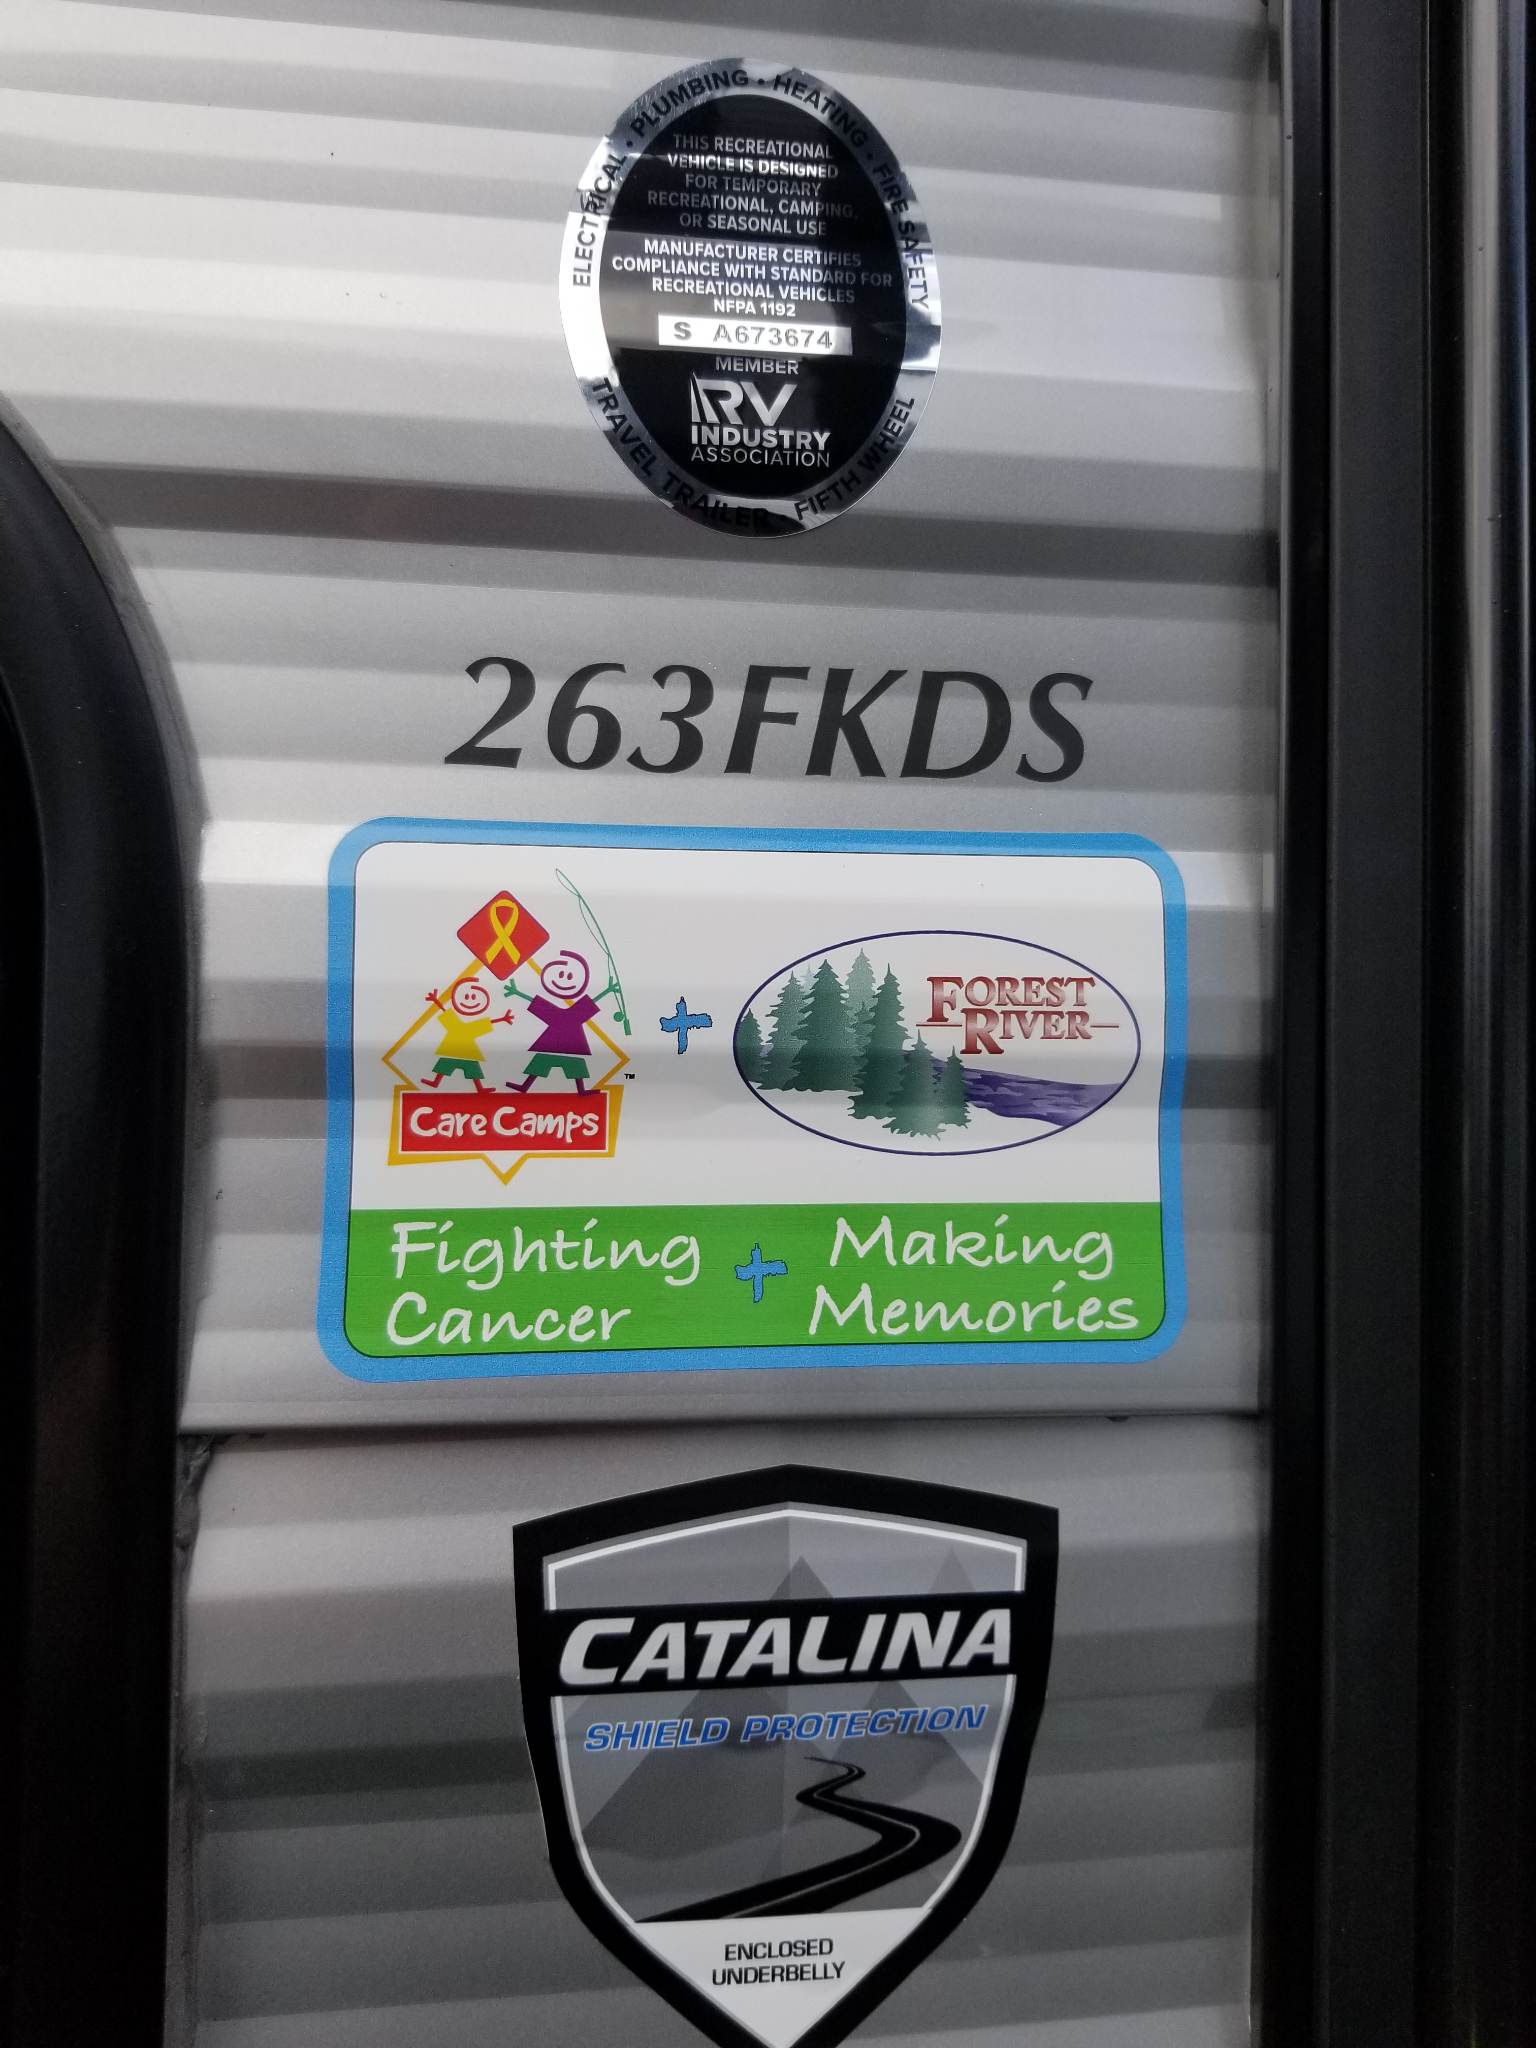 ELECTRICAL • PLUMBING • HEATING • FIRE SAFETY
THIS RECREATIONAL
VEHICLE IS DESIGNED
FOR TEMPORARY
RECREATIONAL, CAMPING,
OR SEASONAL USE
MANUFACTURER CERTIFIES
COMPLIANCE WITH STANDARD FOR
RECREATIONAL VEHICLES
NFPA 1192
S A673674
MEMBER
RV
INDUSTRY
ASSOCIATION
TRAVEL TRAILER • FIFTH WHEEL
263FKDS
Care Camps
TM
+
FOREST
RIVER
Fighting
Cancer
+
Making
Memories
CATALINA
SHIELD PROTECTION
ENCLOSED
UNDERBELLY